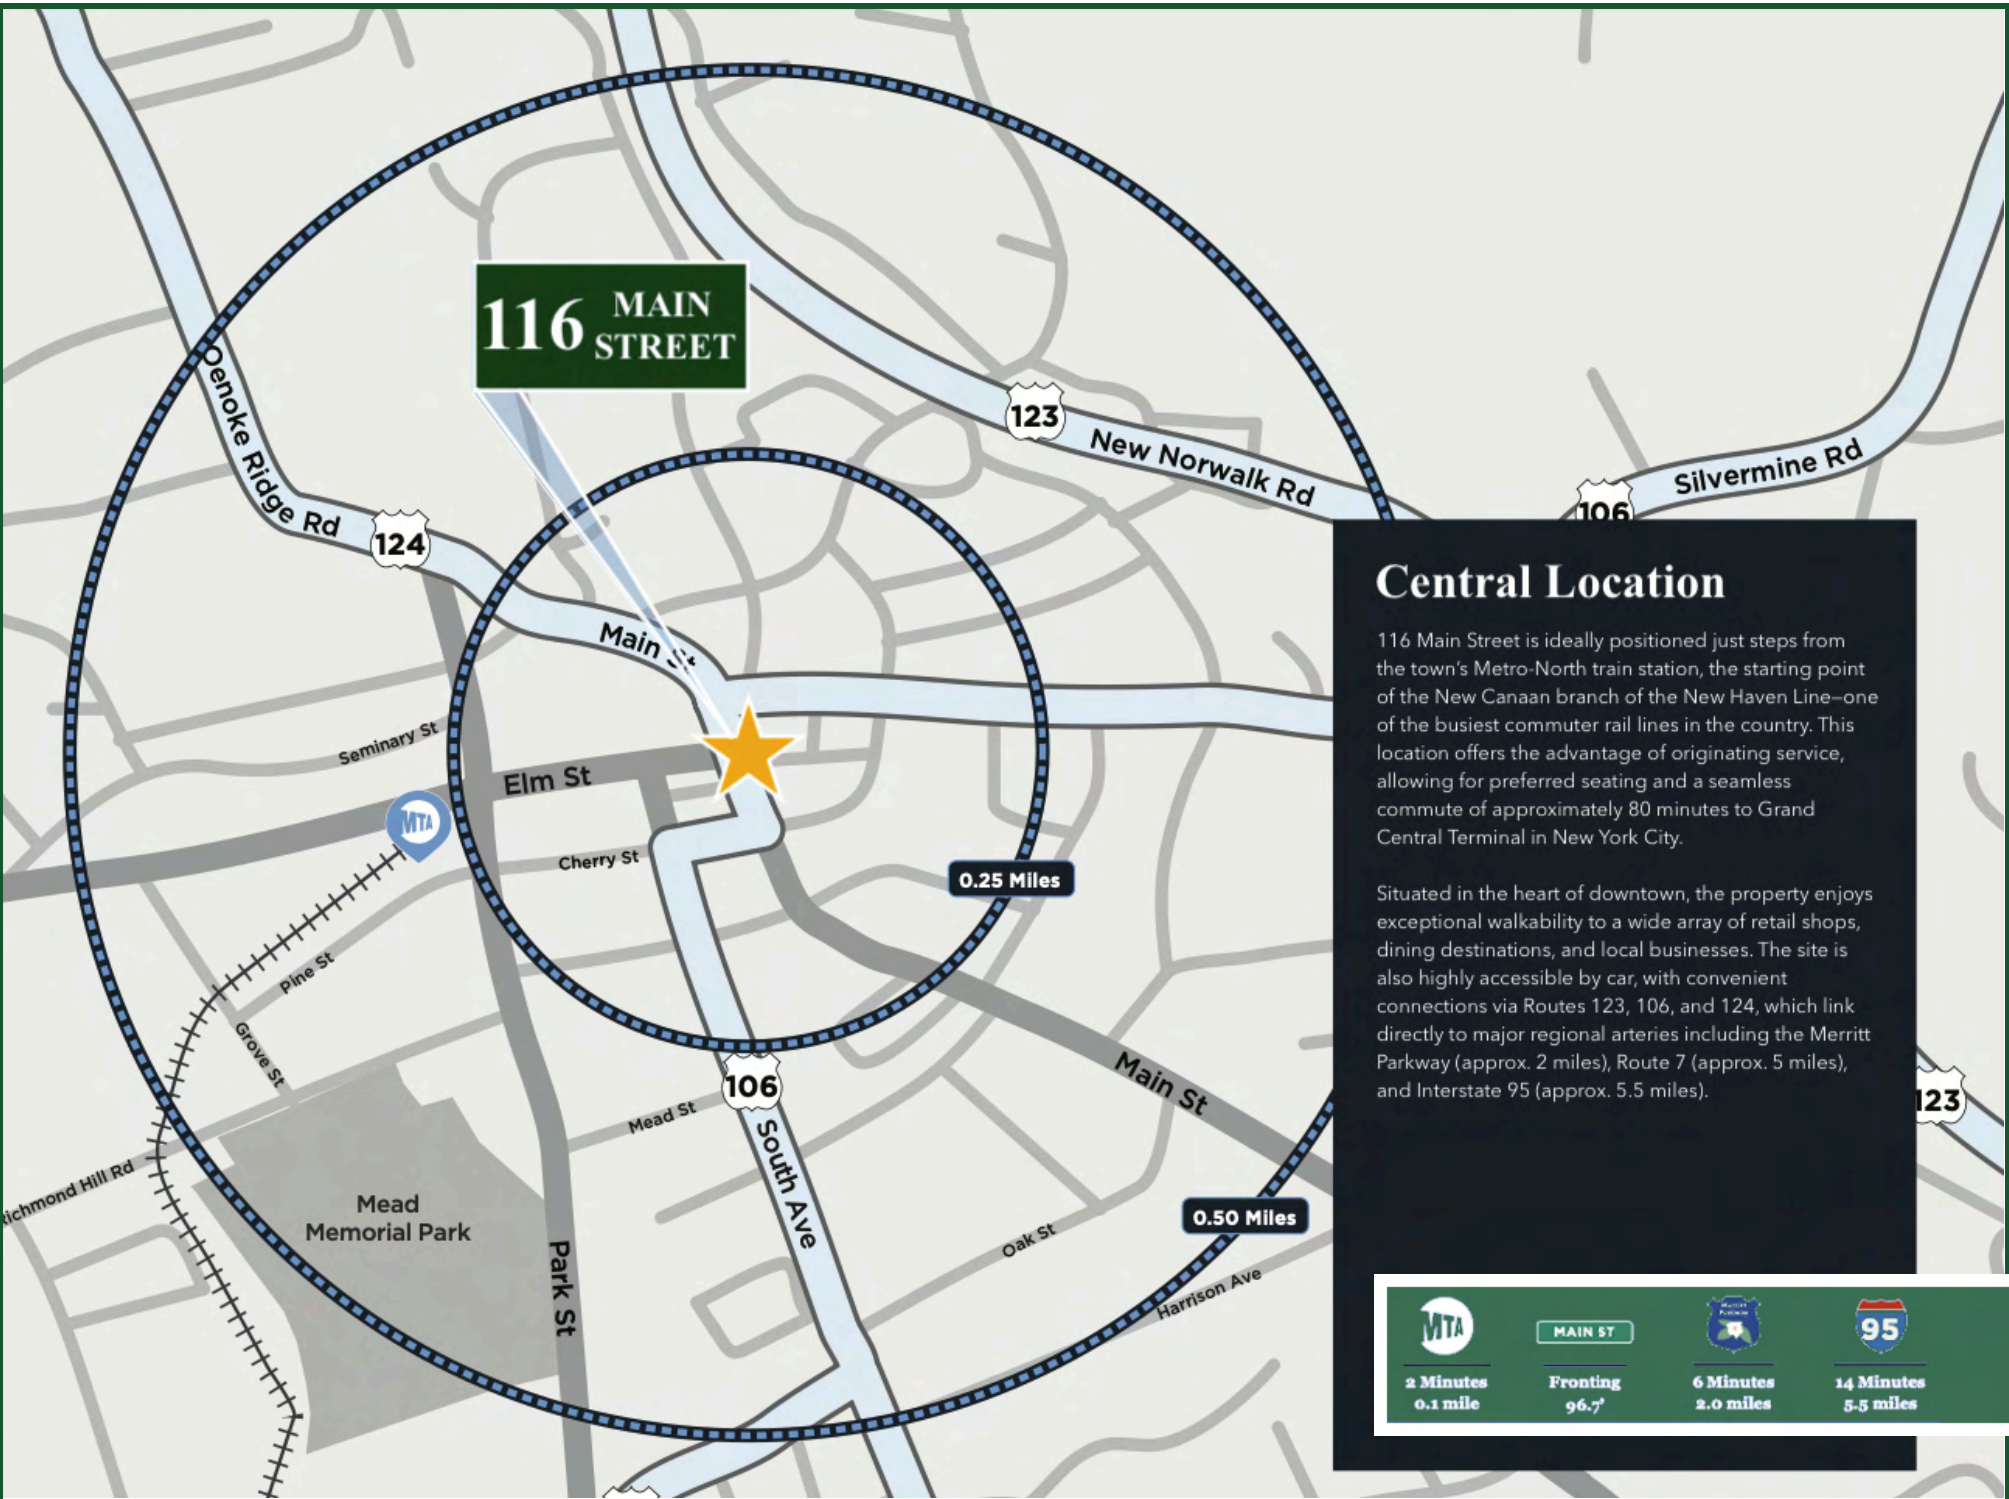 116 MAIN
STREET
Oenoke Ridge Rd
124
123
New Norwalk Rd
106
Silvermine Rd
Main St
Seminary St
Elm St
MTA
Cherry St
0.25 Miles
Pine St
Grove St
106
Main St
Mead St
South Ave
Richmond Hill Rd
Mead
Memorial Park
0.50 Miles
Oak St
Park St
Harrison Ave
123
Central Location
116 Main Street is ideally positioned just steps from
the town's Metro-North train station, the starting point
of the New Canaan branch of the New Haven Line—one
of the busiest commuter rail lines in the country. This
location offers the advantage of originating service,
allowing for preferred seating and a seamless
commute of approximately 80 minutes to Grand
Central Terminal in New York City.
Situated in the heart of downtown, the property enjoys
exceptional walkability to a wide array of retail shops,
dining destinations, and local businesses. The site is
also highly accessible by car, with convenient
connections via Routes 123, 106, and 124, which link
directly to major regional arteries including the Merritt
Parkway (approx. 2 miles), Route 7 (approx. 5 miles),
and Interstate 95 (approx. 5.5 miles).
MTA
2 Minutes
0.1 mile
MAIN ST
Fronting
96.7'
Merritt
Parkway
6 Minutes
2.0 miles
95
14 Minutes
5.5 miles